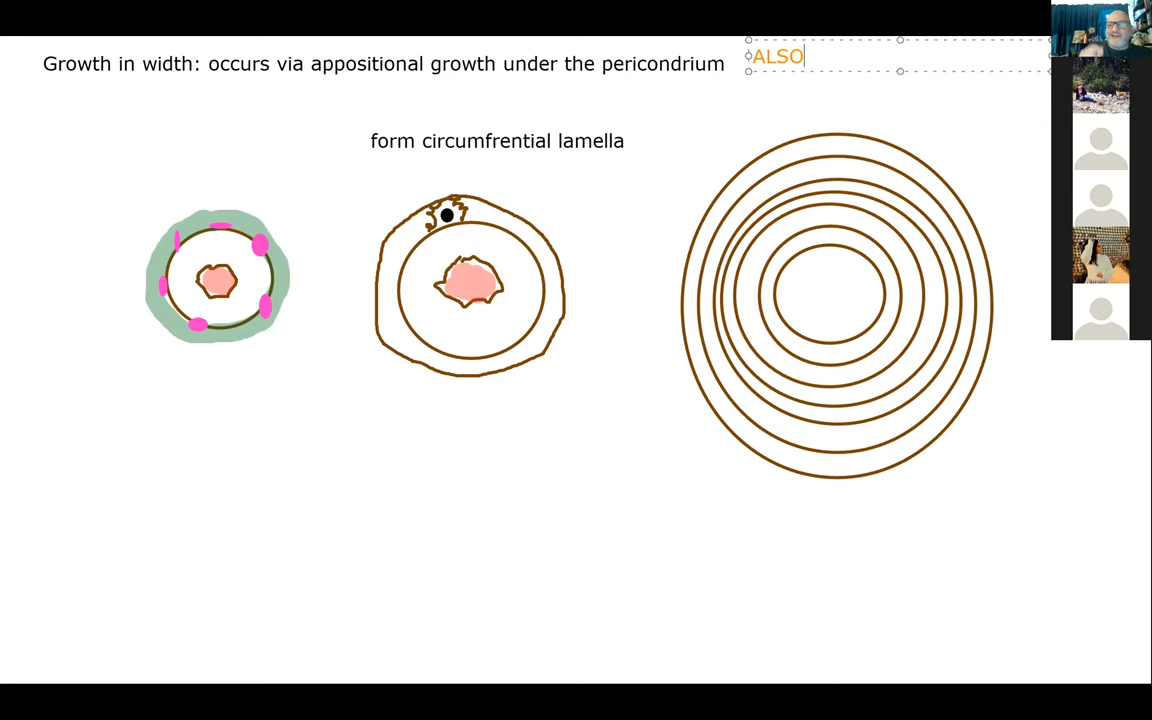 Growth in width: occurs via appositional growth under the pericondrium
ALSO
form circumfrential lamella